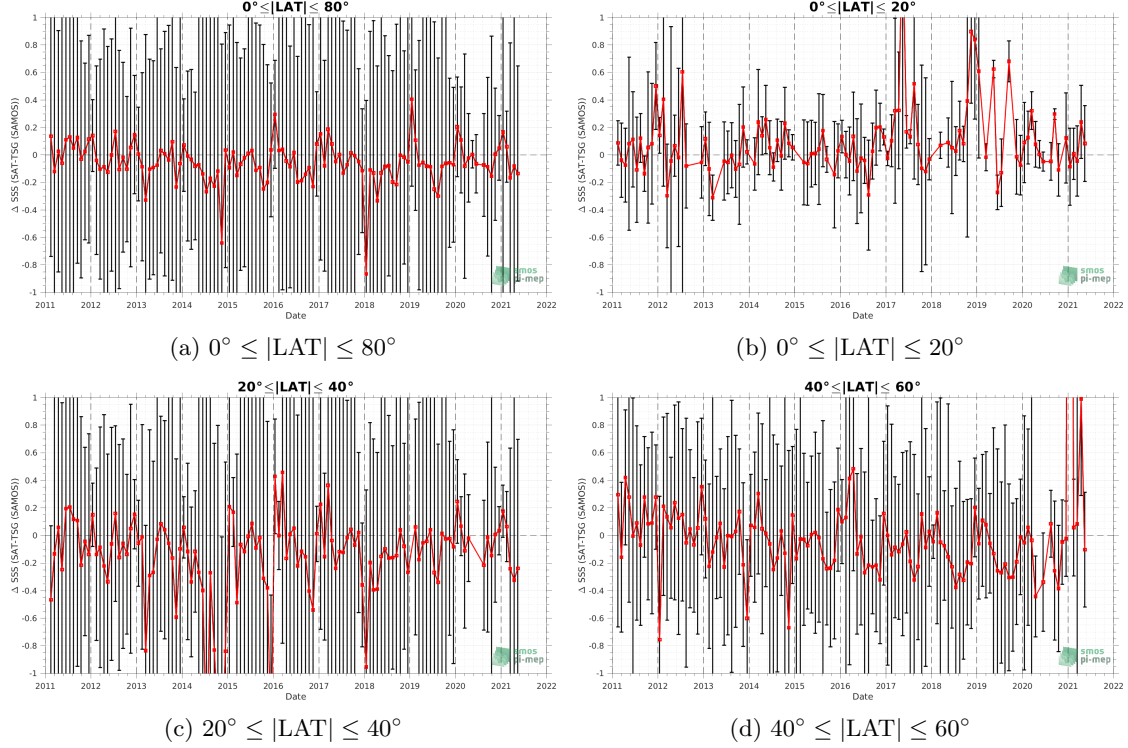 0°≤|LAT|≤ 80°
Δ SSS (SAT-TSG (SAMOS))
1
0.8
0.6
0.4
0.2
0
-0.2
-0.4
-0.6
-0.8
-1
2011 2012 2013 2014 2015 2016 2017 2018 2019 2020 2021 2022
Date
smos
pi-mep
(a) 0° ≤ |LAT| ≤ 80°
0°≤|LAT|≤ 20°
Δ SSS (SAT-TSG (SAMOS))
1
0.8
0.6
0.4
0.2
0
-0.2
-0.4
-0.6
-0.8
-1
2011 2012 2013 2014 2015 2016 2017 2018 2019 2020 2021 2022
Date
smos
pi-mep
(b) 0° ≤ |LAT| ≤ 20°
20°≤|LAT|≤ 40°
Δ SSS (SAT-TSG (SAMOS))
1
0.8
0.6
0.4
0.2
0
-0.2
-0.4
-0.6
-0.8
-1
2011 2012 2013 2014 2015 2016 2017 2018 2019 2020 2021 2022
Date
smos
pi-mep
(c) 20° ≤ |LAT| ≤ 40°
40°≤|LAT|≤ 60°
Δ SSS (SAT-TSG (SAMOS))
1
0.8
0.6
0.4
0.2
0
-0.2
-0.4
-0.6
-0.8
-1
2011 2012 2013 2014 2015 2016 2017 2018 2019 2020 2021 2022
Date
smos
pi-mep
(d) 40° ≤ |LAT| ≤ 60°